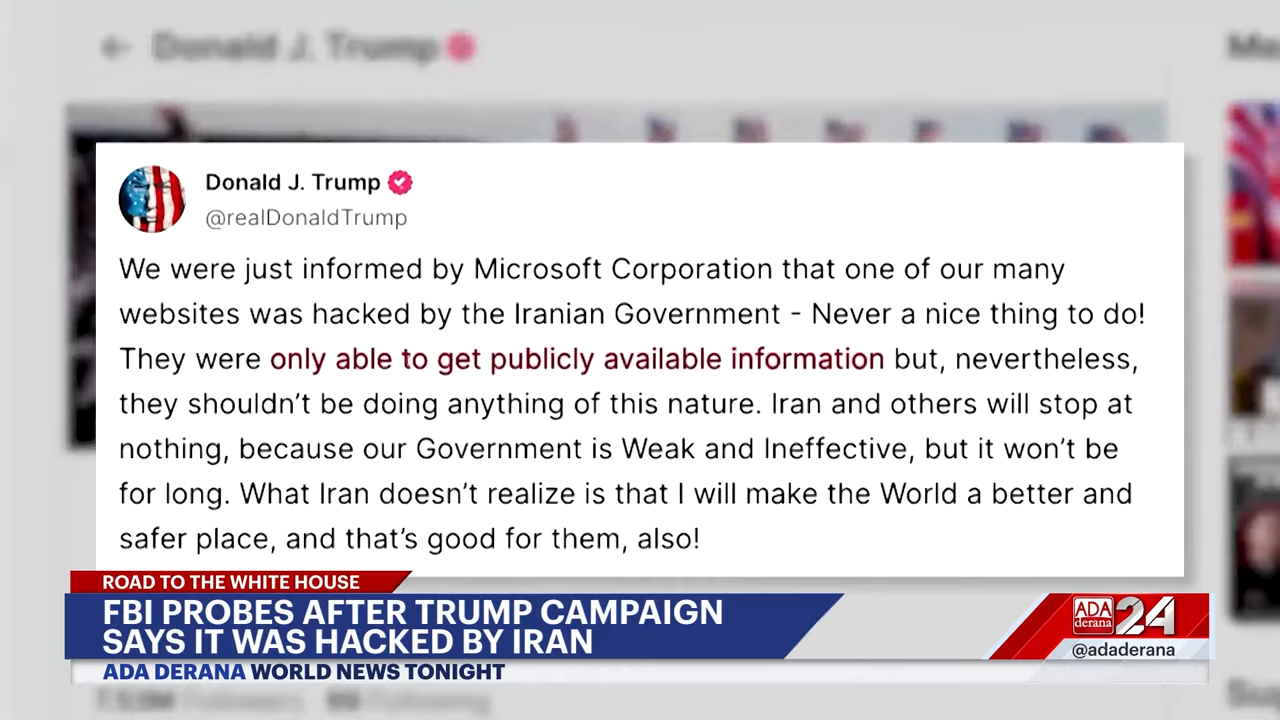 Donald J. Trump
Donald J. Trump
@realDonaldTrump
We were just informed by Microsoft Corporation that one of our many
websites was hacked by the Iranian Government - Never a nice thing to do!
They were only able to get publicly available information but, nevertheless,
they shouldn't be doing anything of this nature. Iran and others will stop at
nothing, because our Government is Weak and Ineffective, but it won't be
for long. What Iran doesn't realize is that I will make the World a better and
safer place, and that's good for them, also!
ROAD TO THE WHITE HOUSE
FBI PROBES AFTER TRUMP CAMPAIGN
SAYS IT WAS HACKED BY IRAN
ADA DERANA WORLD NEWS TONIGHT
ADA
derana
24
@adaderana